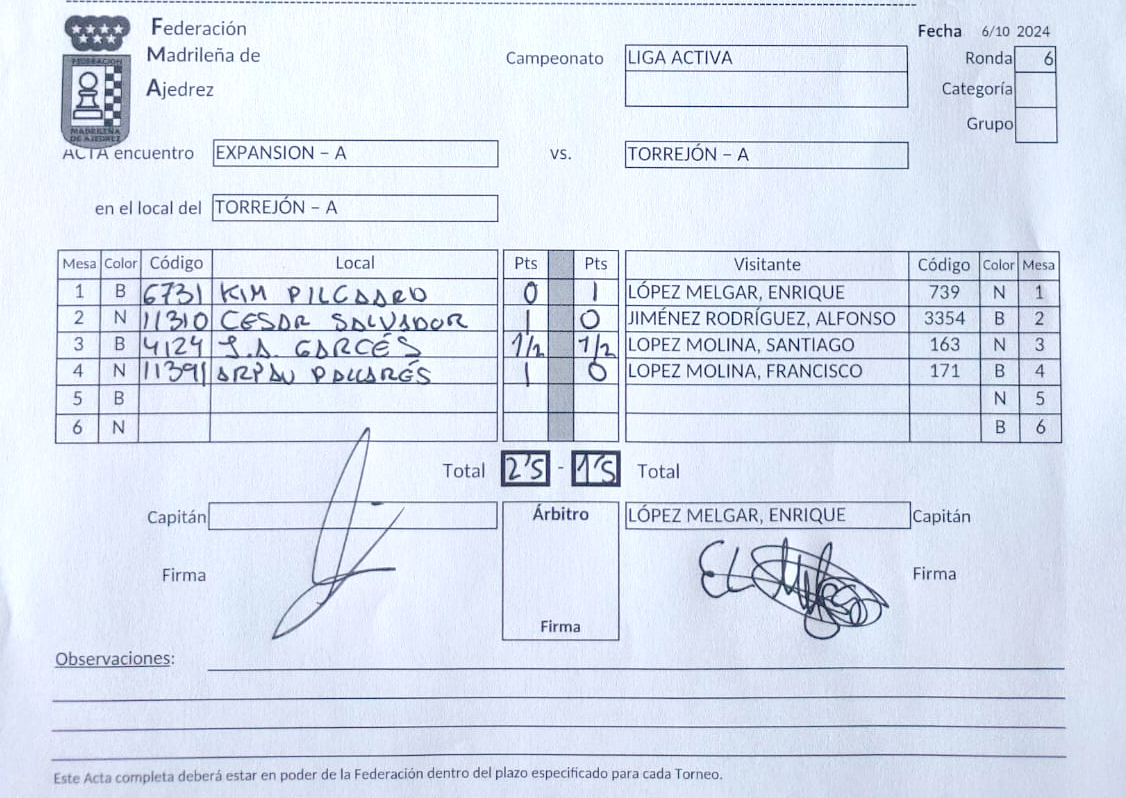 Federación
Madrileña de
Ajedrez
FEDERACION
MADRILEÑA
DE AJEDREZ
Fecha 6/10 2024
Campeonato LIGA ACTIVA
Ronda 6
Categoría
Grupo
ACTA encuentro EXPANSION – A vs. TORREJÓN – A
en el local del TORREJÓN – A
Mesa Color Código Local Pts Pts Visitante Código Color Mesa
1 B 6731 KIM 0 1 LÓPEZ MELGAR, ENRIQUE 739 N 1
2 N 11310 CESAR SALVADOR 1 0 JIMÉNEZ RODRÍGUEZ, ALFONSO 3354 B 2
3 B 4124 J.A. GARCÉS 1/2 1/2 LOPEZ MOLINA, SANTIAGO 163 N 3
4 N 11391 PALLARÉS 1 0 LOPEZ MOLINA, FRANCISCO 171 B 4
5 B N 5
6 N B 6
Total 2'5 - 1'5 Total
Capitán Árbitro LÓPEZ MELGAR, ENRIQUE Capitán
Firma Firma
Firma
Observaciones:
Este Acta completa deberá estar en poder de la Federación dentro del plazo especificado para cada Torneo.